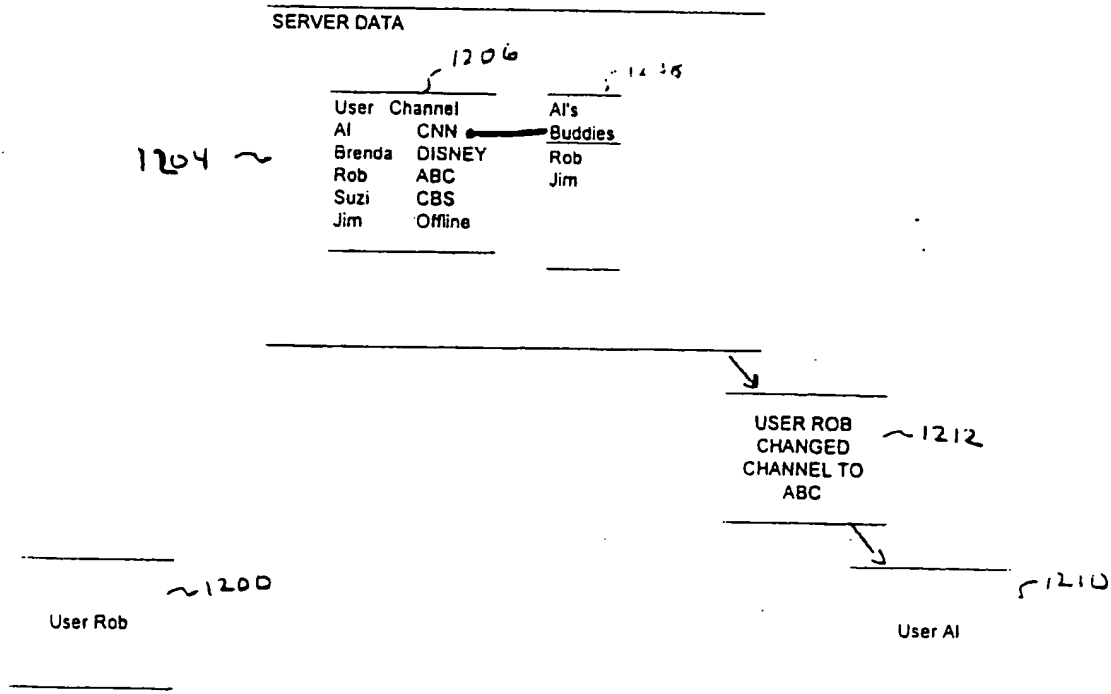 SERVER DATA
1206
User Channel
Al CNN
Brenda DISNEY
Rob ABC
Suzi CBS
Jim Offline
Al's
Buddies
Rob
Jim
1204
USER ROB
CHANGED
CHANNEL TO
ABC
1212
1200
User Rob
1210
User Al